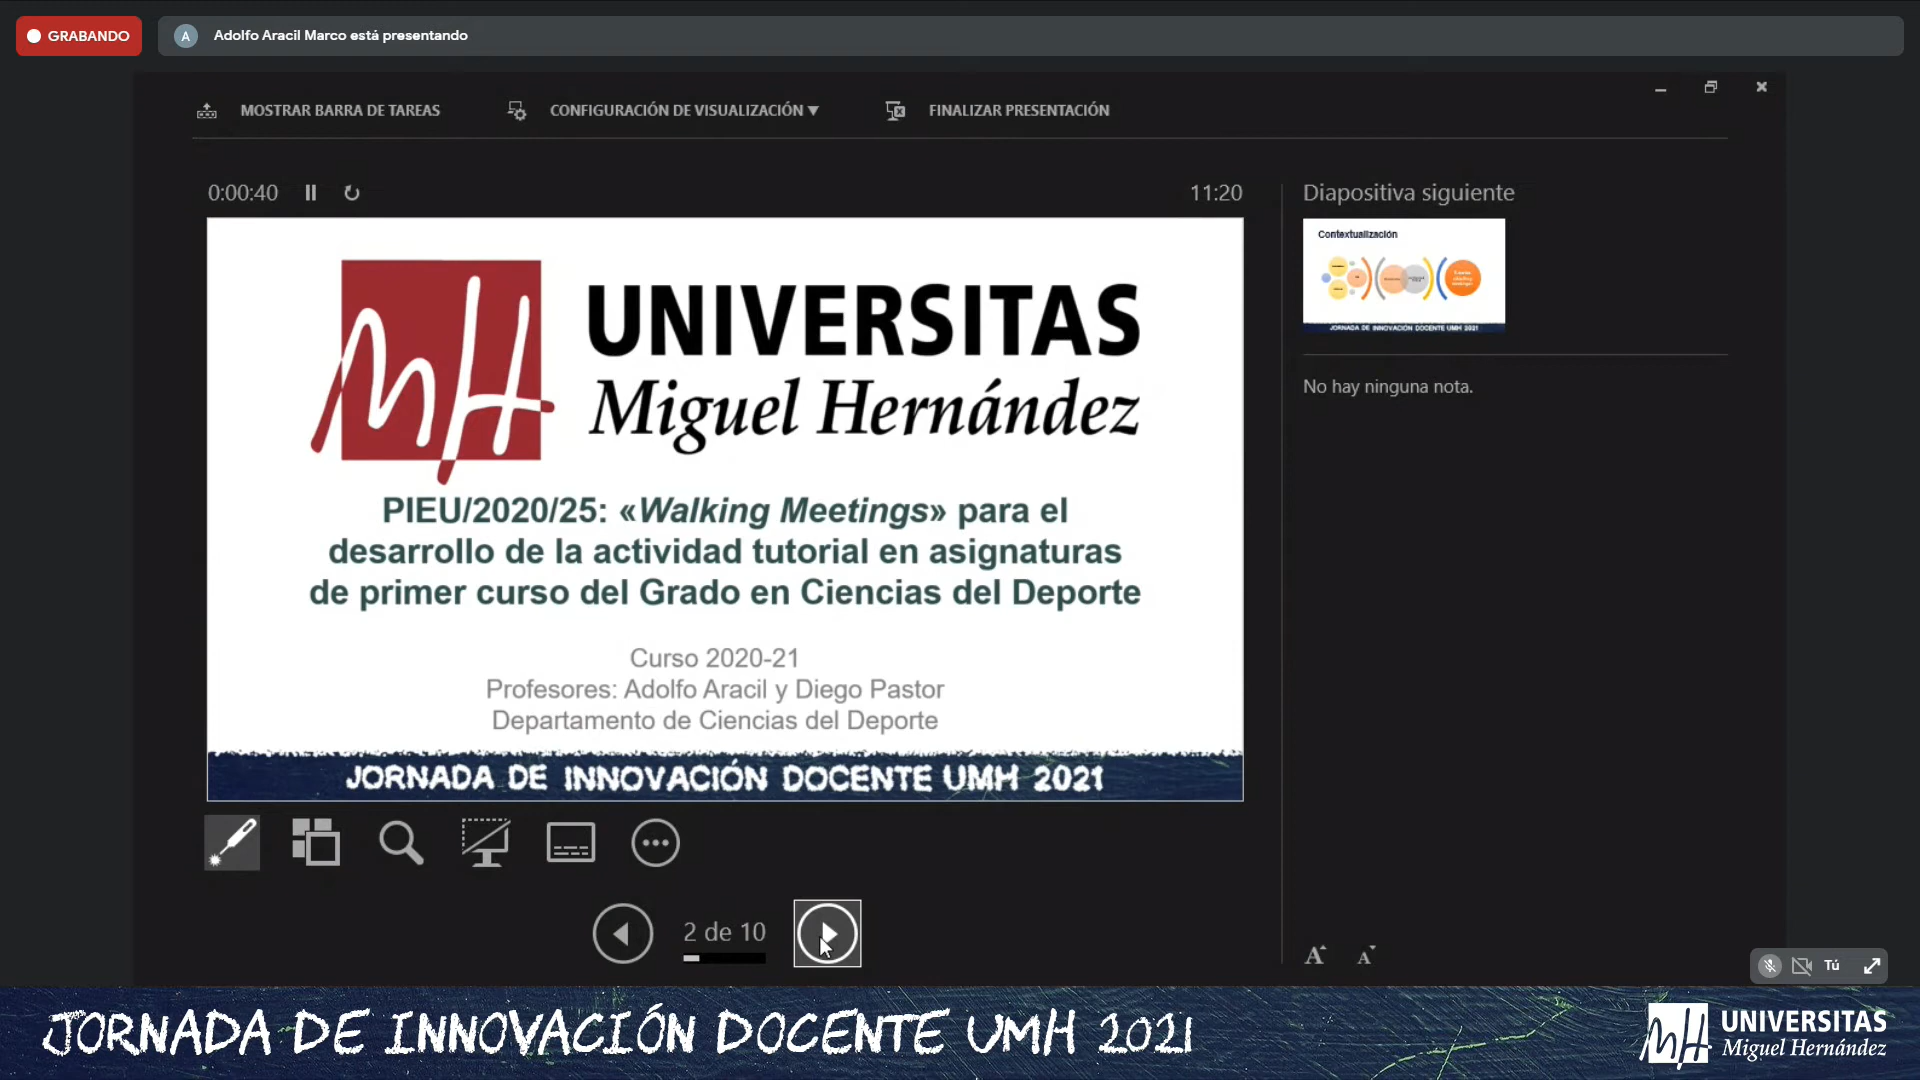 GRABANDO
A
Adolfo Aracil Marco está presentando
MOSTRAR BARRA DE TAREAS
CONFIGURACIÓN DE VISUALIZACIÓN ▼
FINALIZAR PRESENTACIÓN
0:00:40
11:20
Diapositiva siguiente
UNIVERSITAS
Miguel Hernández
PIEU/2020/25: «Walking Meetings» para el
desarrollo de la actividad tutorial en asignaturas
de primer curso del Grado en Ciencias del Deporte
Curso 2020-21
Profesores: Adolfo Aracil y Diego Pastor
Departamento de Ciencias del Deporte
JORNADA DE INNOVACIÓN DOCENTE UMH 2021
Contextualización
JORNADA DE INNOVACIÓN DOCENTE UMH 2021
No hay ninguna nota.
2 de 10
A
A
Tú
JORNADA DE INNOVACIÓN DOCENTE UMH 2021
UNIVERSITAS
Miguel Hernández